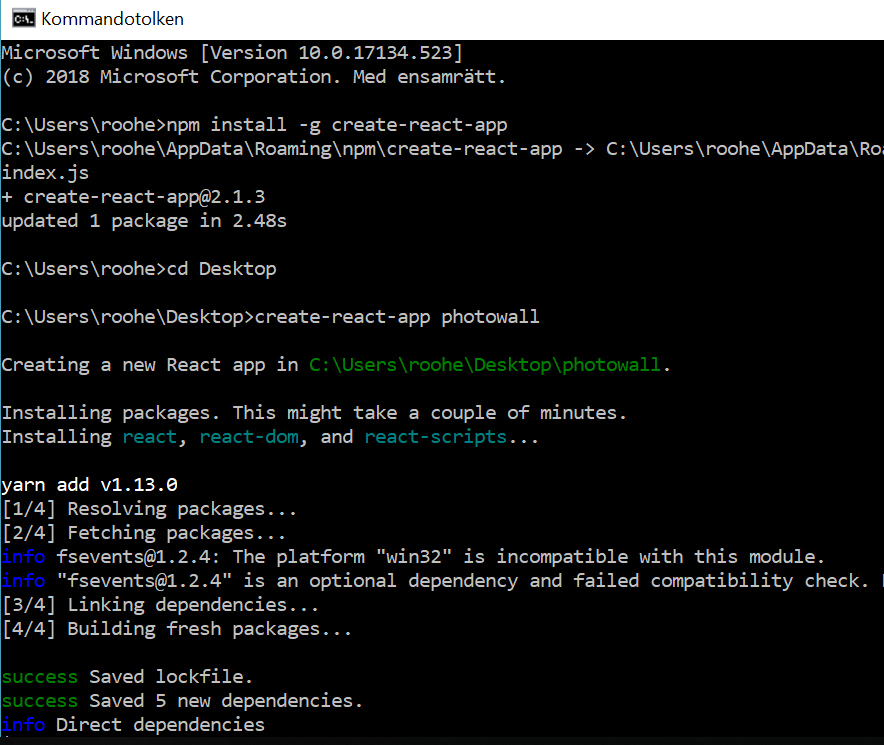 Kommandotolken
Microsoft Windows [Version 10.0.17134.523]
(c) 2018 Microsoft Corporation. Med ensamrätt.
C:\Users\roohe>npm install -g create-react-app
C:\Users\roohe\AppData\Roaming\npm\create-react-app -> C:\Users\roohe\AppData\Ro
index.js
+ create-react-app@2.1.3
updated 1 package in 2.48s
C:\Users\roohe>cd Desktop
C:\Users\roohe\Desktop>create-react-app photowall
Creating a new React app in C:\Users\roohe\Desktop\photowall.
Installing packages. This might take a couple of minutes.
Installing react, react-dom, and react-scripts...
yarn add v1.13.0
[1/4] Resolving packages...
[2/4] Fetching packages...
info fsevents@1.2.4: The platform "win32" is incompatible with this module.
info "fsevents@1.2.4" is an optional dependency and failed compatibility check.
[3/4] Linking dependencies...
[4/4] Building fresh packages...
success Saved lockfile.
success Saved 5 new dependencies.
info Direct dependencies